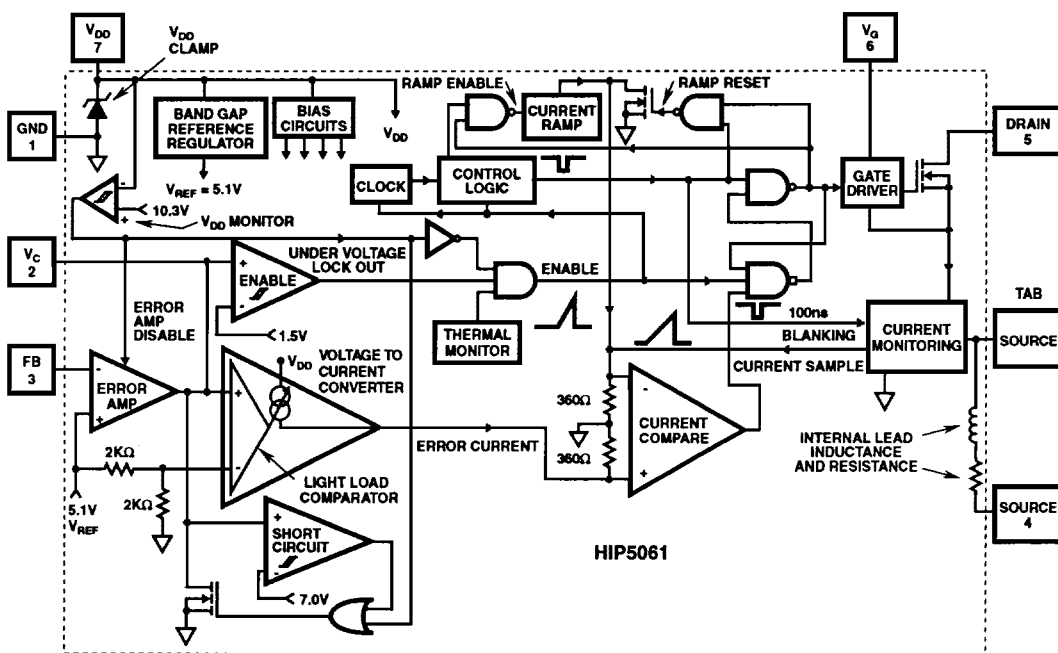 VDD
7
VDD
CLAMP
VG
6
GND
1
BAND GAP
REFERENCE
REGULATOR
BIAS
CIRCUITS
VDD
RAMP ENABLE
CURRENT
RAMP
RAMP RESET
DRAIN
5
VREF = 5.1V
CLOCK
CONTROL
LOGIC
GATE
DRIVER
-
10.3V
+
VDD MONITOR
VC
2
+
ENABLE
-
UNDER VOLTAGE
LOCK OUT
ENABLE
1.5V
THERMAL
MONITOR
100ns
BLANKING
CURRENT
MONITORING
CURRENT SAMPLE
TAB
SOURCE
ERROR
AMP
DISABLE
FB
3
-
ERROR
AMP
+
VDD
VOLTAGE TO
CURRENT
CONVERTER
+
-
360Ω
360Ω
-
CURRENT
COMPARE
+
ERROR CURRENT
INTERNAL LEAD
INDUCTANCE
AND RESISTANCE
2KΩ
2KΩ
5.1V
VREF
LIGHT LOAD
COMPARATOR
SOURCE
4
+
SHORT
CIRCUIT
-
7.0V
HIP5061